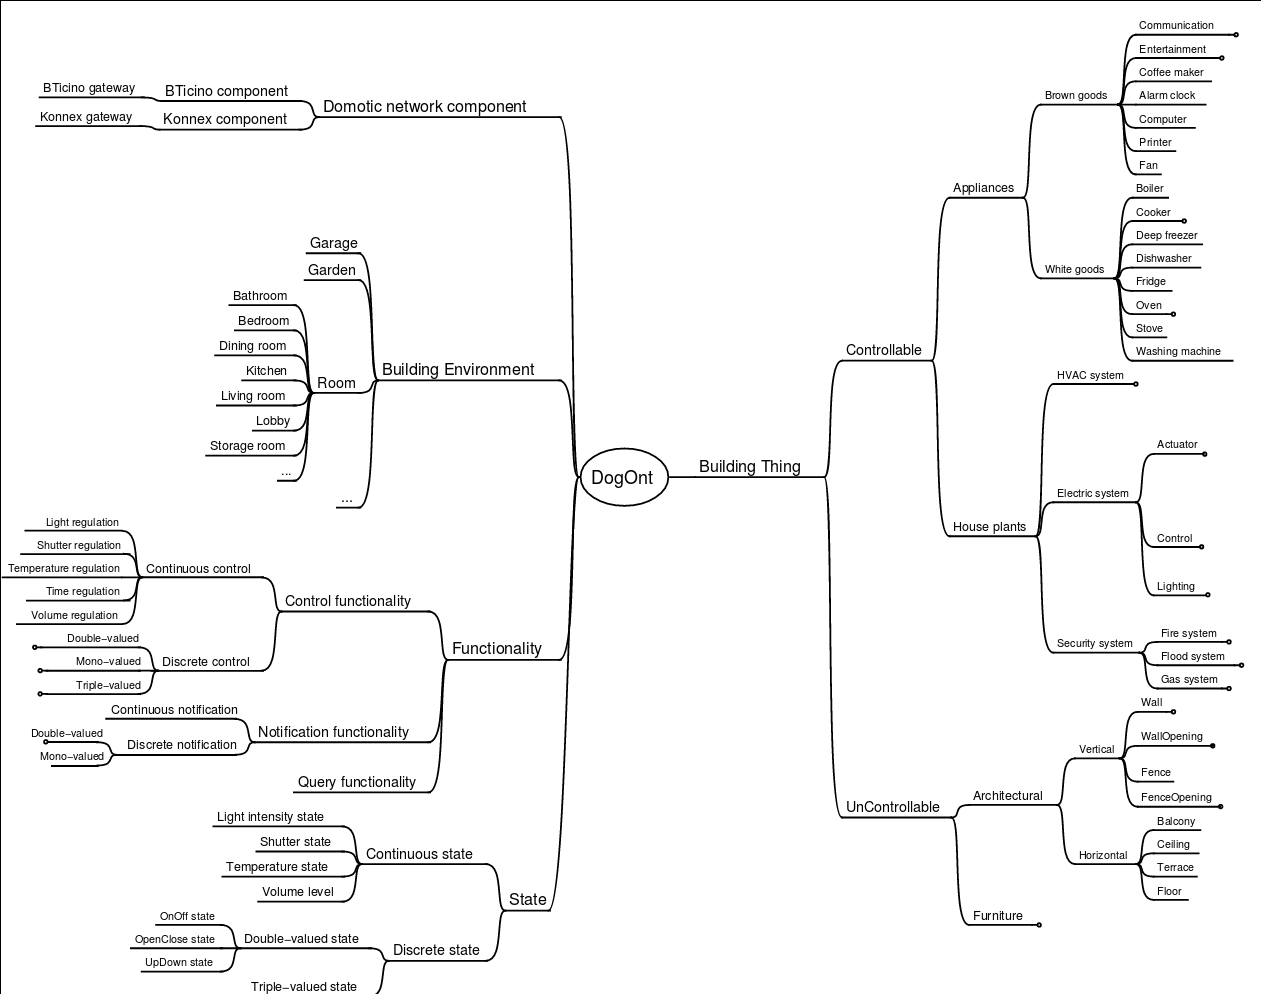 DogOnt
Domotic network component
BTicino component
BTicino gateway
Konnex component
Konnex gateway
Building Environment
Garage
Garden
Room
Bathroom
Bedroom
Dining room
Kitchen
Living room
Lobby
Storage room
...
...
Functionality
Control functionality
Continuous control
Light regulation
Shutter regulation
Temperature regulation
Time regulation
Volume regulation
Discrete control
Double−valued
Mono−valued
Triple−valued
Notification functionality
Continuous notification
Discrete notification
Double−valued
Mono−valued
Query functionality
State
Continuous state
Light intensity state
Shutter state
Temperature state
Volume level
Discrete state
Double−valued state
OnOff state
OpenClose state
UpDown state
Triple−valued state
Building Thing
Controllable
Appliances
Brown goods
Communication
Entertainment
Coffee maker
Alarm clock
Computer
Printer
Fan
White goods
Boiler
Cooker
Deep freezer
Dishwasher
Fridge
Oven
Stove
Washing machine
House plants
HVAC system
Electric system
Actuator
Control
Lighting
Security system
Fire system
Flood system
Gas system
UnControllable
Architectural
Vertical
Wall
WallOpening
Fence
FenceOpening
Horizontal
Balcony
Ceiling
Terrace
Floor
Furniture